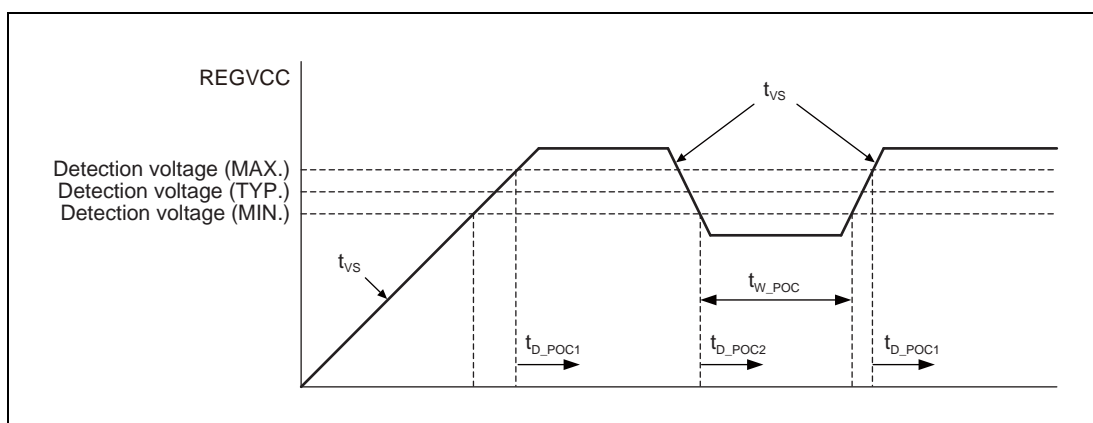 REGVCC
t_VS
Detection voltage (MAX.)
Detection voltage (TYP.)
Detection voltage (MIN.)
t_VS
t_W_POC
t_D_POC1
t_D_POC2
t_D_POC1